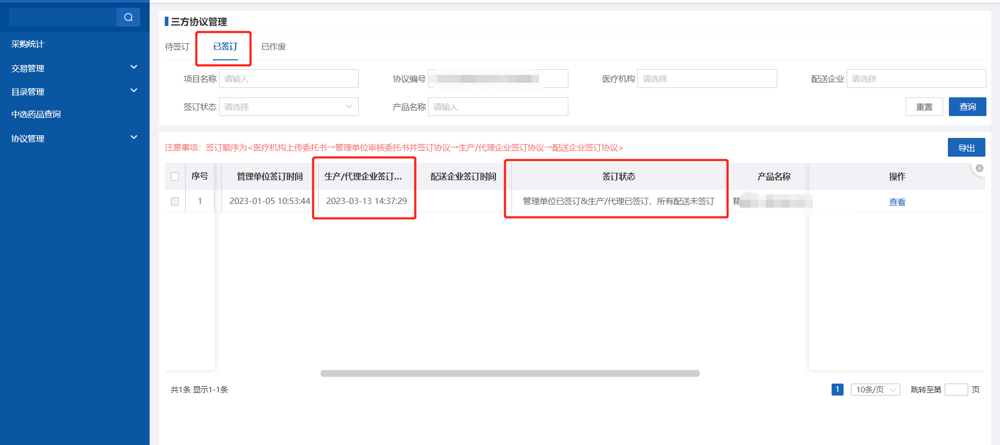 采购统计
交易管理
目录管理
中选药品查询
协议管理
三方协议管理
待签订 已签订 已作废
项目名称 请输入 协议编号 医疗机构 请选择 配送企业 请选择
签订状态 请选择 产品名称 请输入 重置 查询
注意事项：签订顺序为<医疗机构上传委托书→管理单位审核委托书并签订协议→生产/代理企业签订协议→配送企业签订协议> 导出
序号 管理单位签订时间 生产/代理企业签订... 配送企业签订时间 签订状态 产品名称 操作
1 2023-01-05 10:53:44 2023-03-13 14:37:29 管理单位已签订&生产/代理已签订、所有配送未签订 精 查看
共1条 显示1-1条 1 10条/页 跳转至第 页